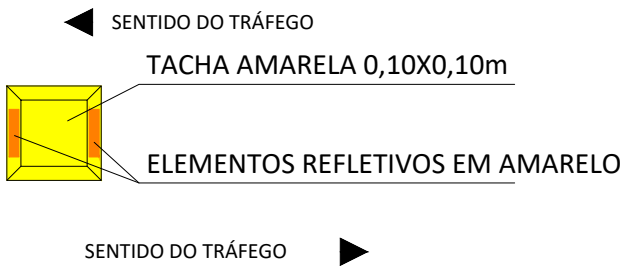 SENTIDO DO TRÁFEGO
TACHA AMARELA 0,10X0,10m
ELEMENTOS REFLETIVOS EM AMARELO
SENTIDO DO TRÁFEGO